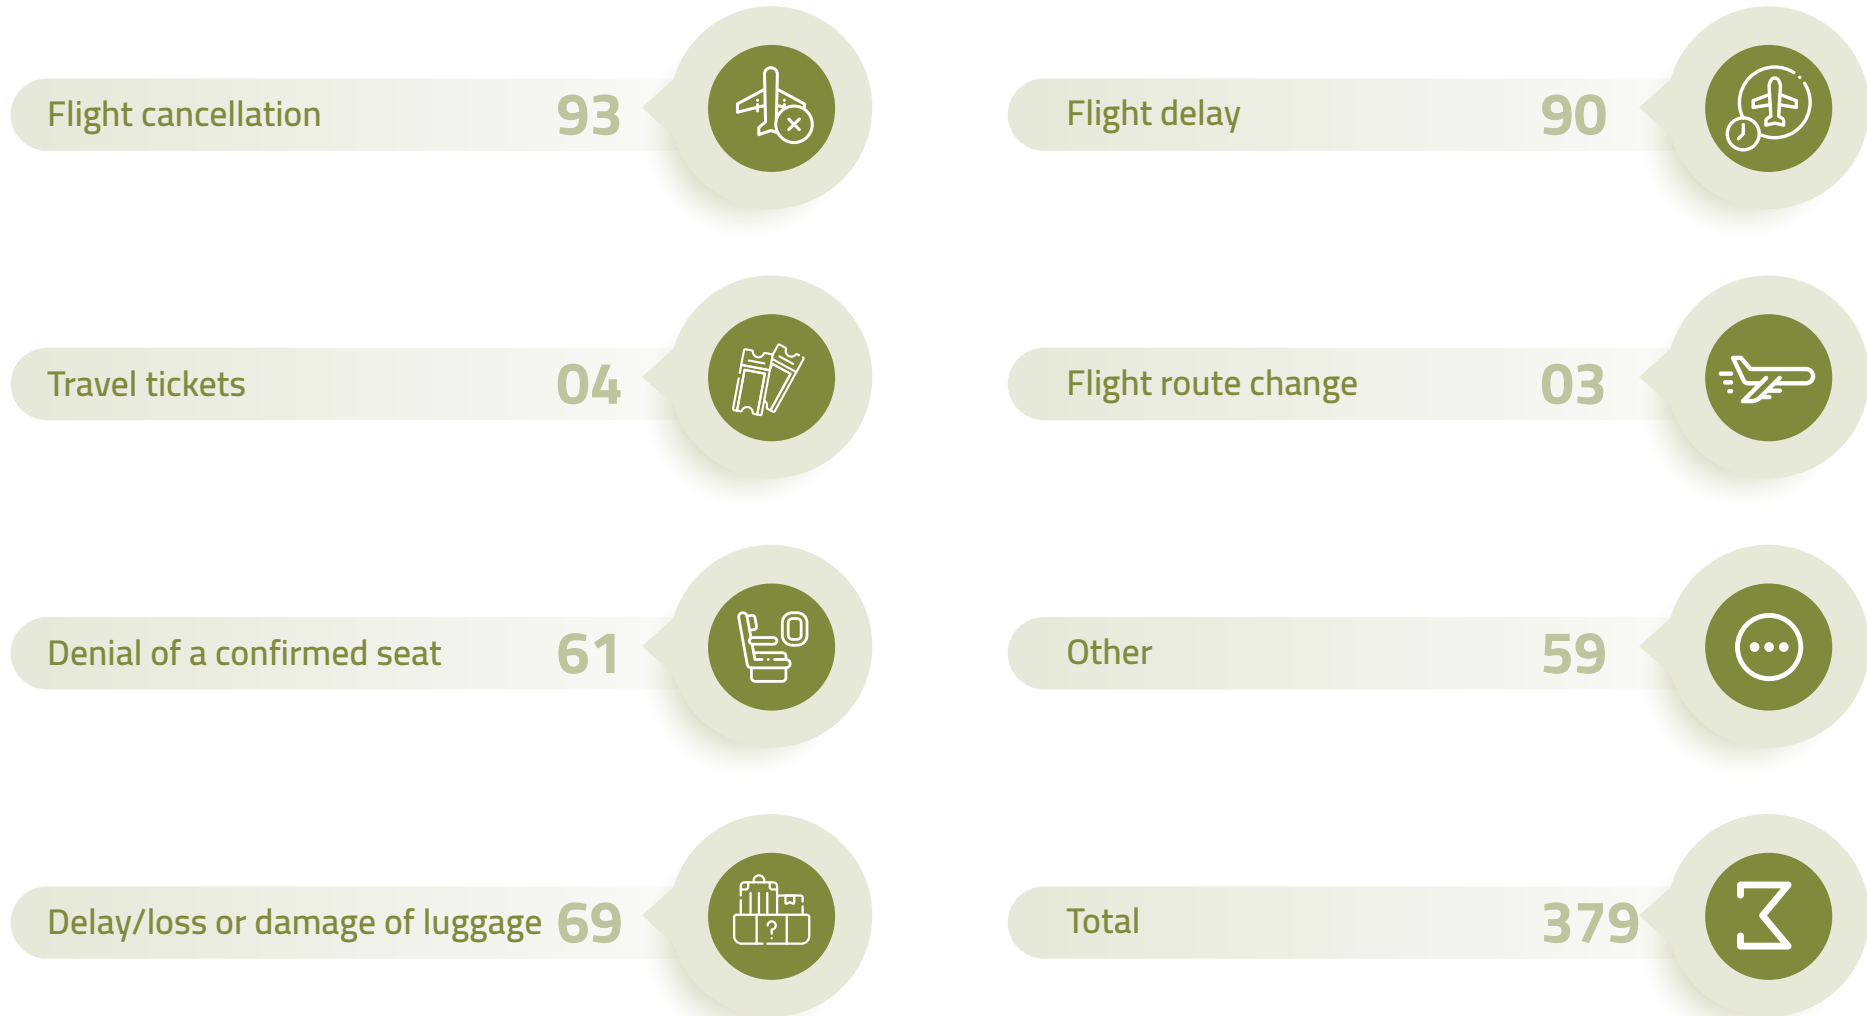 Flight cancellation 93
Flight delay 90
Travel tickets 04
Flight route change 03
Denial of a confirmed seat 61
Other 59
Delay/loss or damage of luggage 69
?
Total 379